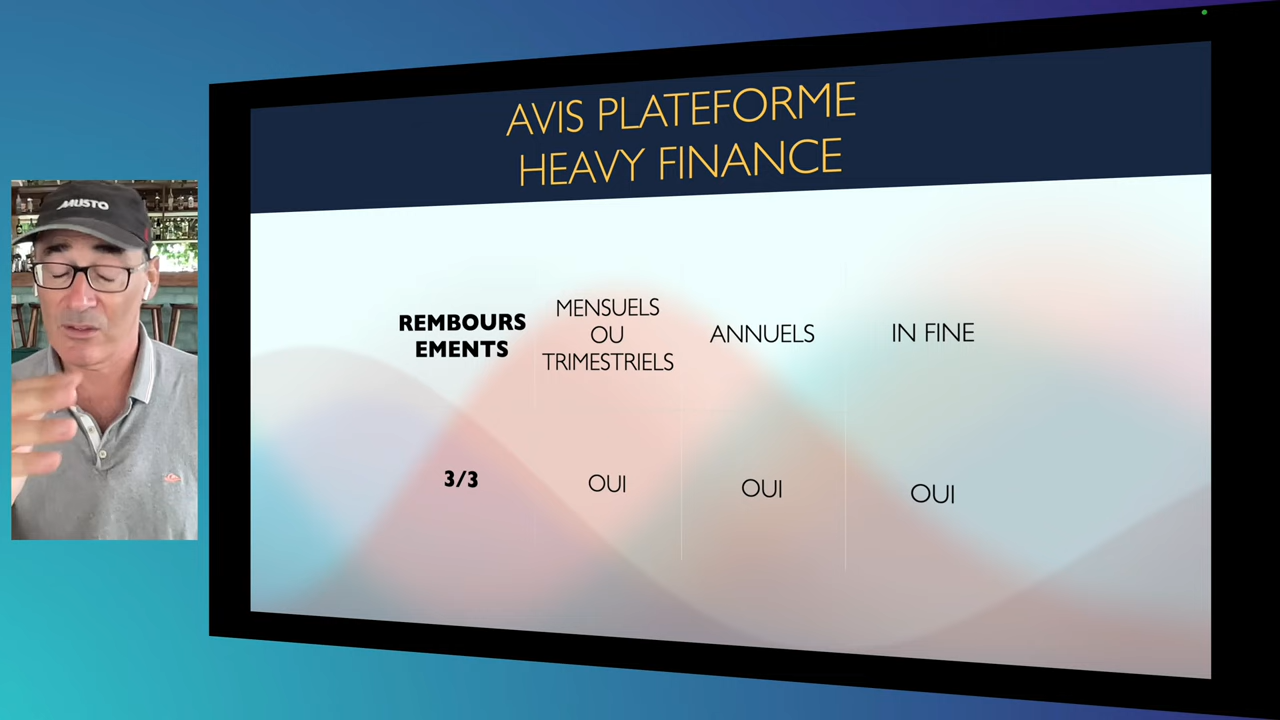 AVIS PLATEFORME
HEAVY FINANCE
MUSTO
REMBOURS
EMENTS
MENSUELS
OU
TRIMESTRIELS
ANNUELS
IN FINE
3/3
OUI
OUI
OUI